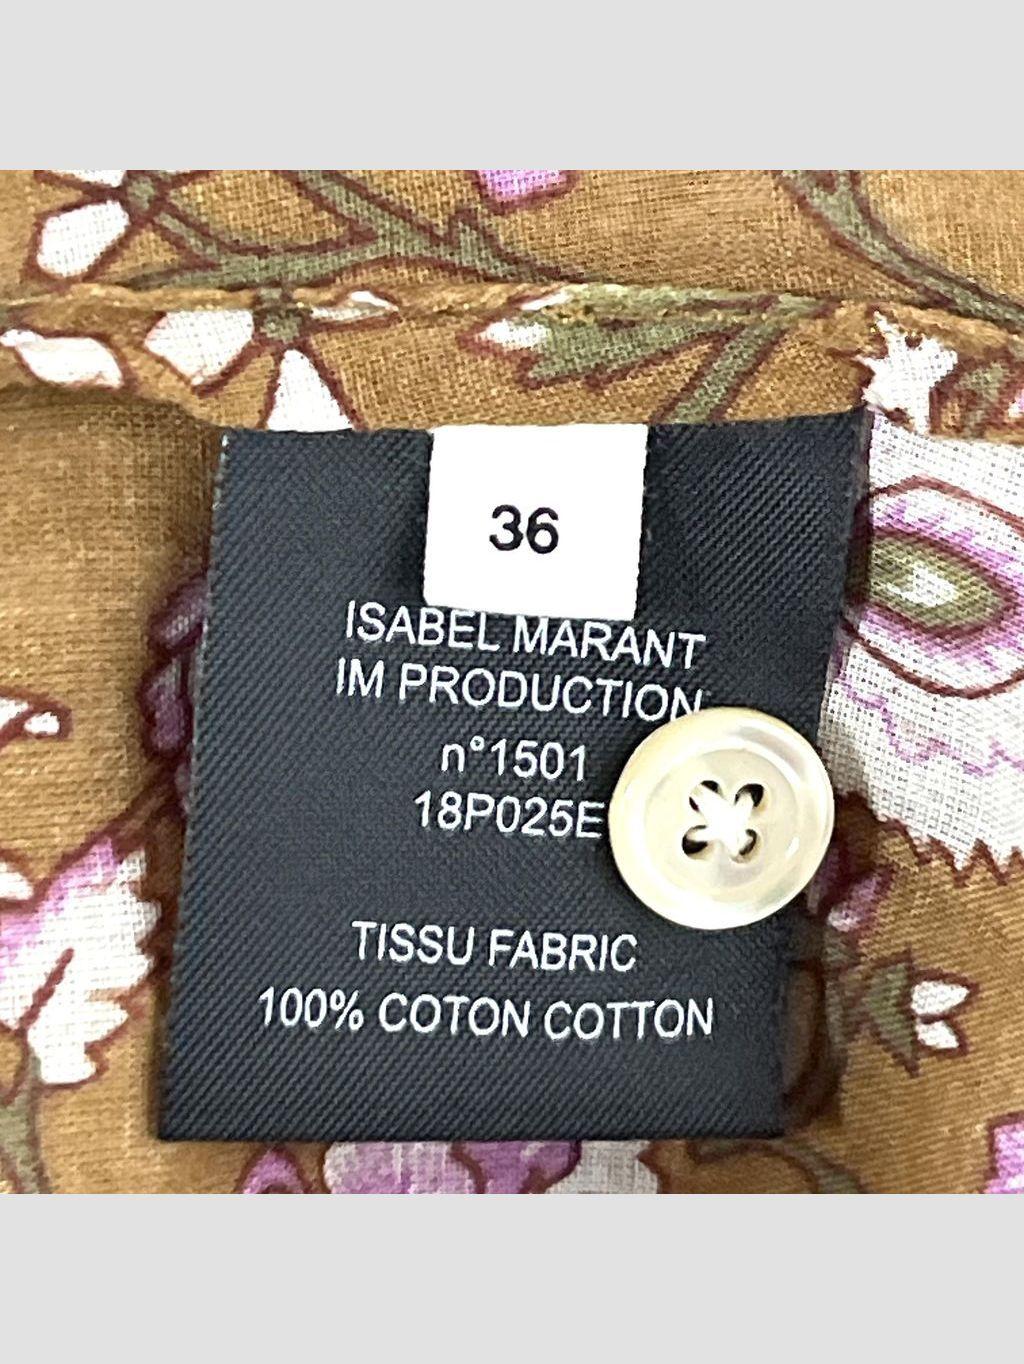 36
ISABEL MARANT
IM PRODUCTION
n°1501
18P025E
TISSU FABRIC
100% COTON COTTON